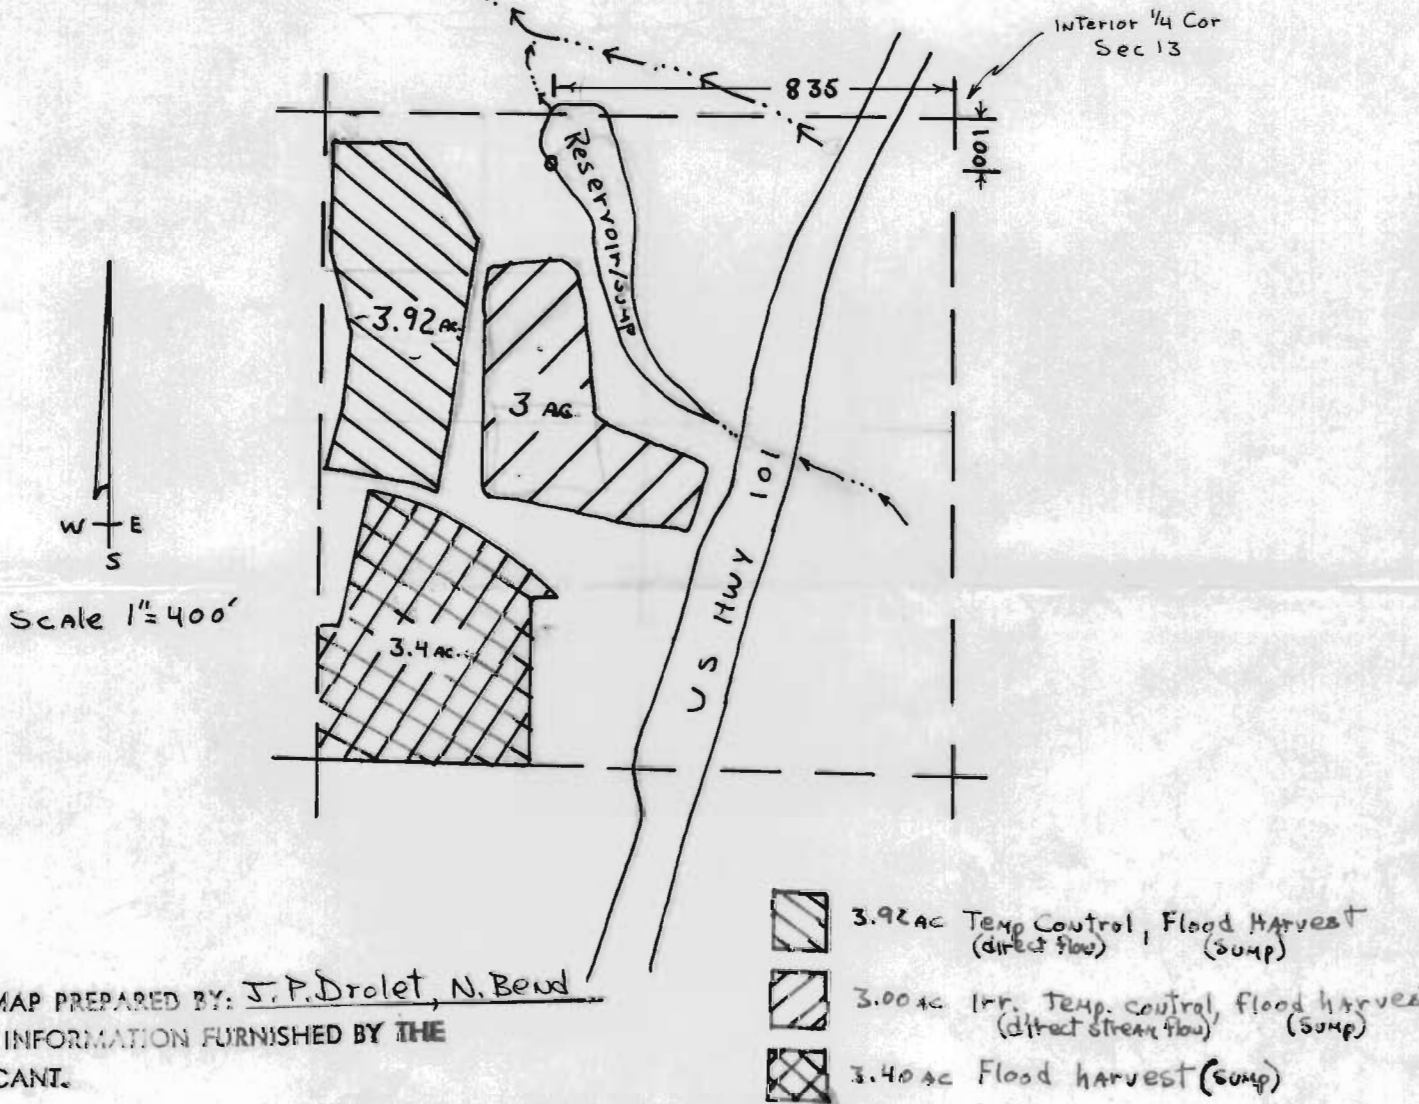 Interior 1/4 Cor
Sec 13
835
100
Reservoir/sump
3.92 AC.
3 AC
W E
S
Scale 1"=400'
3.4 AC.
US HWY 101
3.92 AC Temp Control, Flood Harvest
(direct flow) (sump)
3.00 AC Irr. Temp. control, flood harves
(direct stream flow) (sump)
3.40 AC Flood harvest (sump)
MAP PREPARED BY: J.P. Drolet, N. Bend
INFORMATION FURNISHED BY THE
CANT.